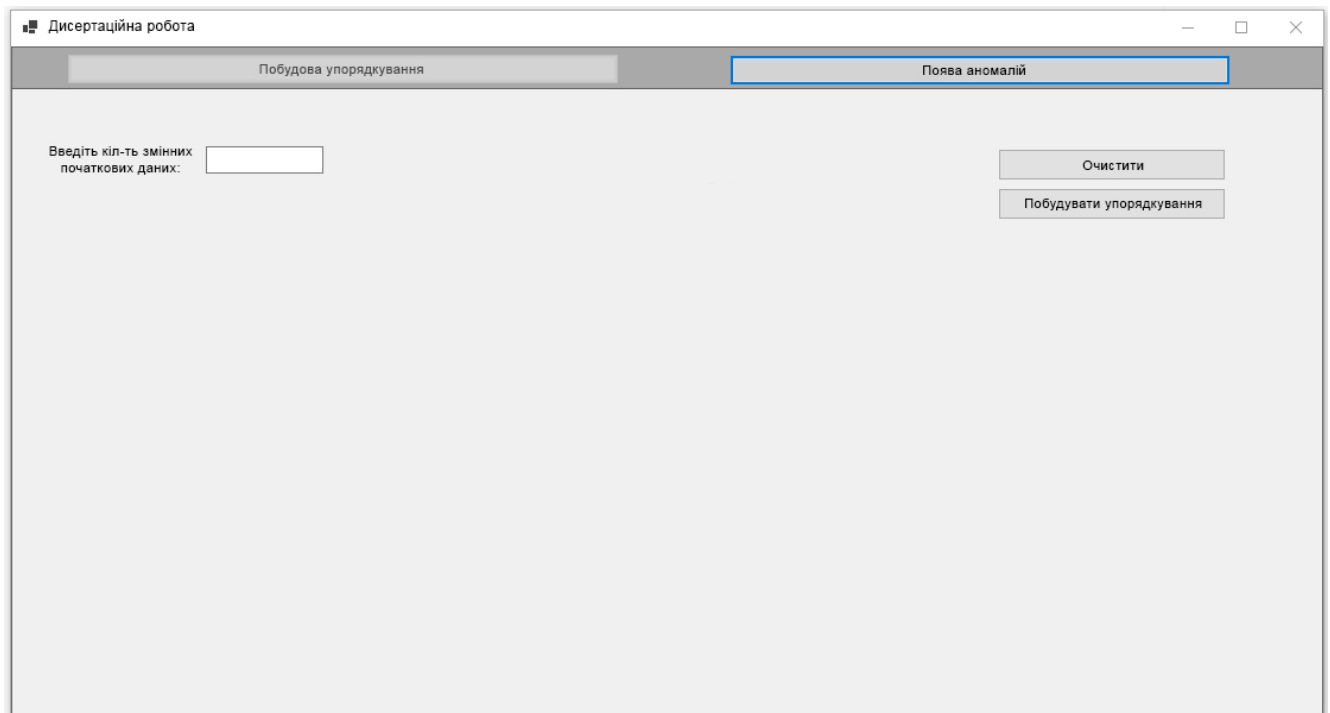 Дисертаційна робота
Побудова упорядкування
Поява аномалій
Введіть кіл-ть змінних
початкових даних:
Очистити
Побудувати упорядкування